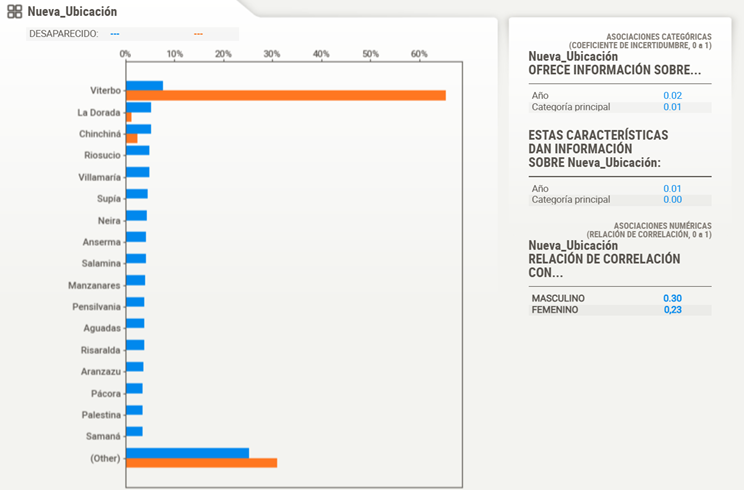 Nueva_Ubicación
DESAPARECIDO: --- ---
0% 10% 20% 30% 40% 50% 60%
Viterbo
La Dorada
Chinchiná
Riosucio
Villamaría
Supía
Neira
Anserma
Salamina
Manzanares
Pensilvania
Aguadas
Risaralda
Aranzazu
Pácora
Palestina
Samaná
(Other)
ASOCIACIONES CATEGÓRICAS
(COEFICIENTE DE INCERTIDUMBRE, 0 a 1)
Nueva_Ubicación
OFRECE INFORMACIÓN SOBRE...
Año 0.02
Categoría principal 0.01
ESTAS CARACTERÍSTICAS
DAN INFORMACIÓN
SOBRE Nueva_Ubicación:
Año 0.01
Categoría principal 0.00
ASOCIACIONES NUMÉRICAS
(RELACIÓN DE CORRELACIÓN, 0 a 1)
Nueva_Ubicación
RELACIÓN DE CORRELACIÓN
CON...
MASCULINO 0.30
FEMENINO 0,23